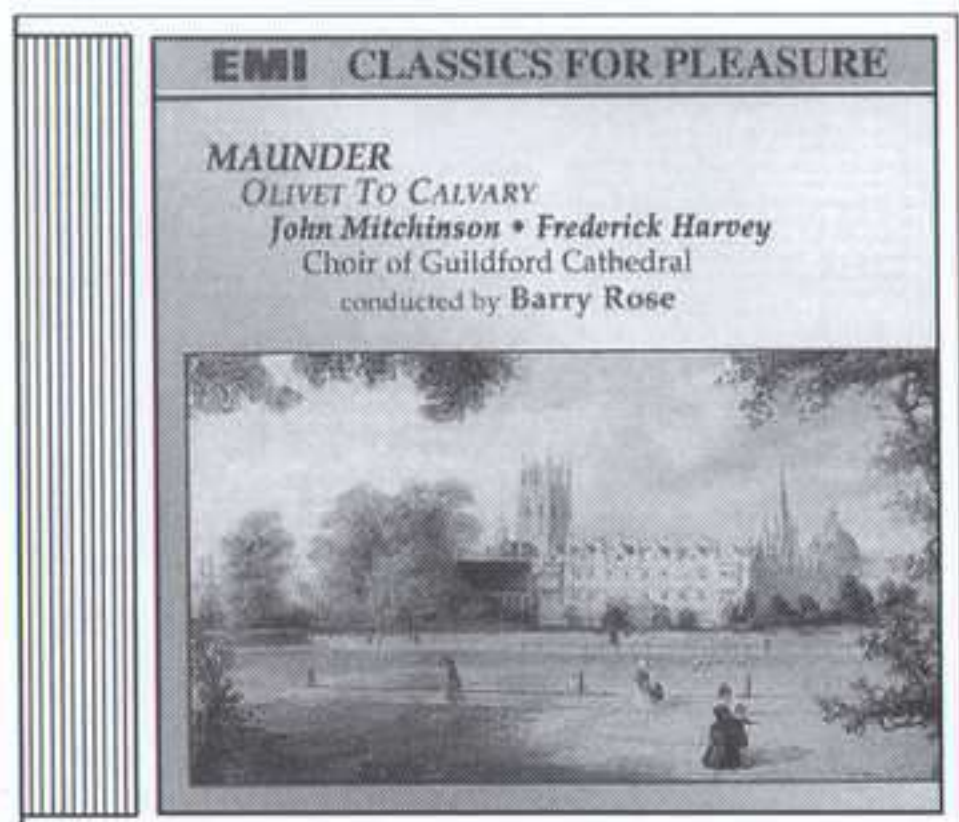 EMI CLASSICS FOR PLEASURE
MAUNDER
OLIVET TO CALVARY
John Mitchinson • Frederick Harvey
Choir of Guildford Cathedral
conducted by Barry Rose